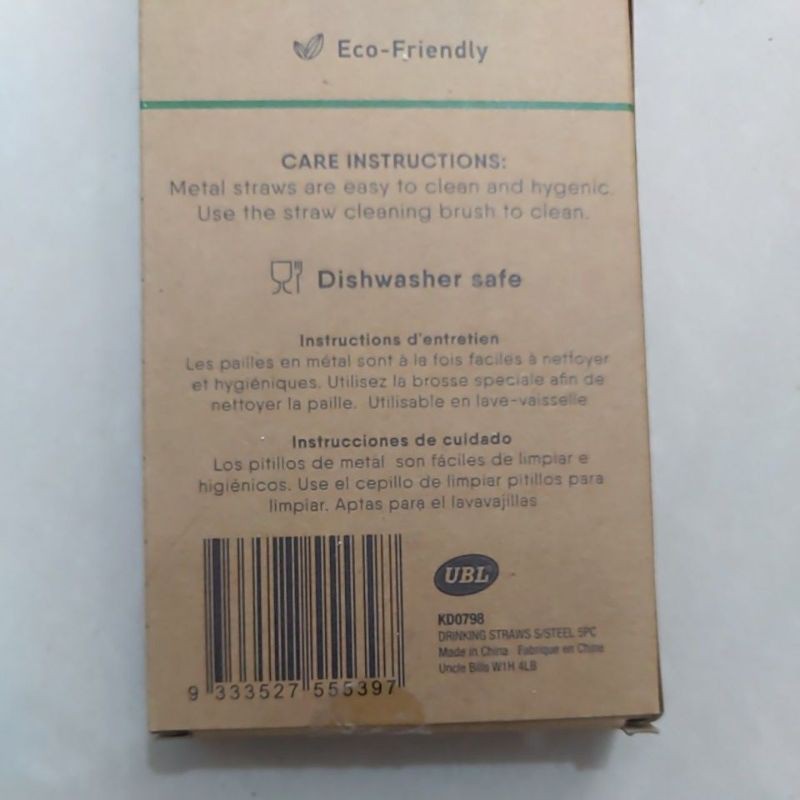 Eco-Friendly
CARE INSTRUCTIONS:
Metal straws are easy to clean and hygenic.
Use the straw cleaning brush to clean.
Dishwasher safe
Instructions d'entretien
Les pailles en métal sont à la fois faciles à nettoyer
et hygiéniques. Utilisez la brosse speciale afin de
nettoyer la paille. Utilisable en lave-vaisselle
Instrucciones de cuidado
Los pitillos de metal son fáciles de limpiar e
higiénicos. Use el cepillo de limpiar pitillos para
limpiar. Aptas para el lavavajillas
UBL
KD0798
DRINKING STRAWS S/STEEL 5PC
Made in China Fabrique en Chine
Uncle Bills W1H 4LB
9 333527 555397